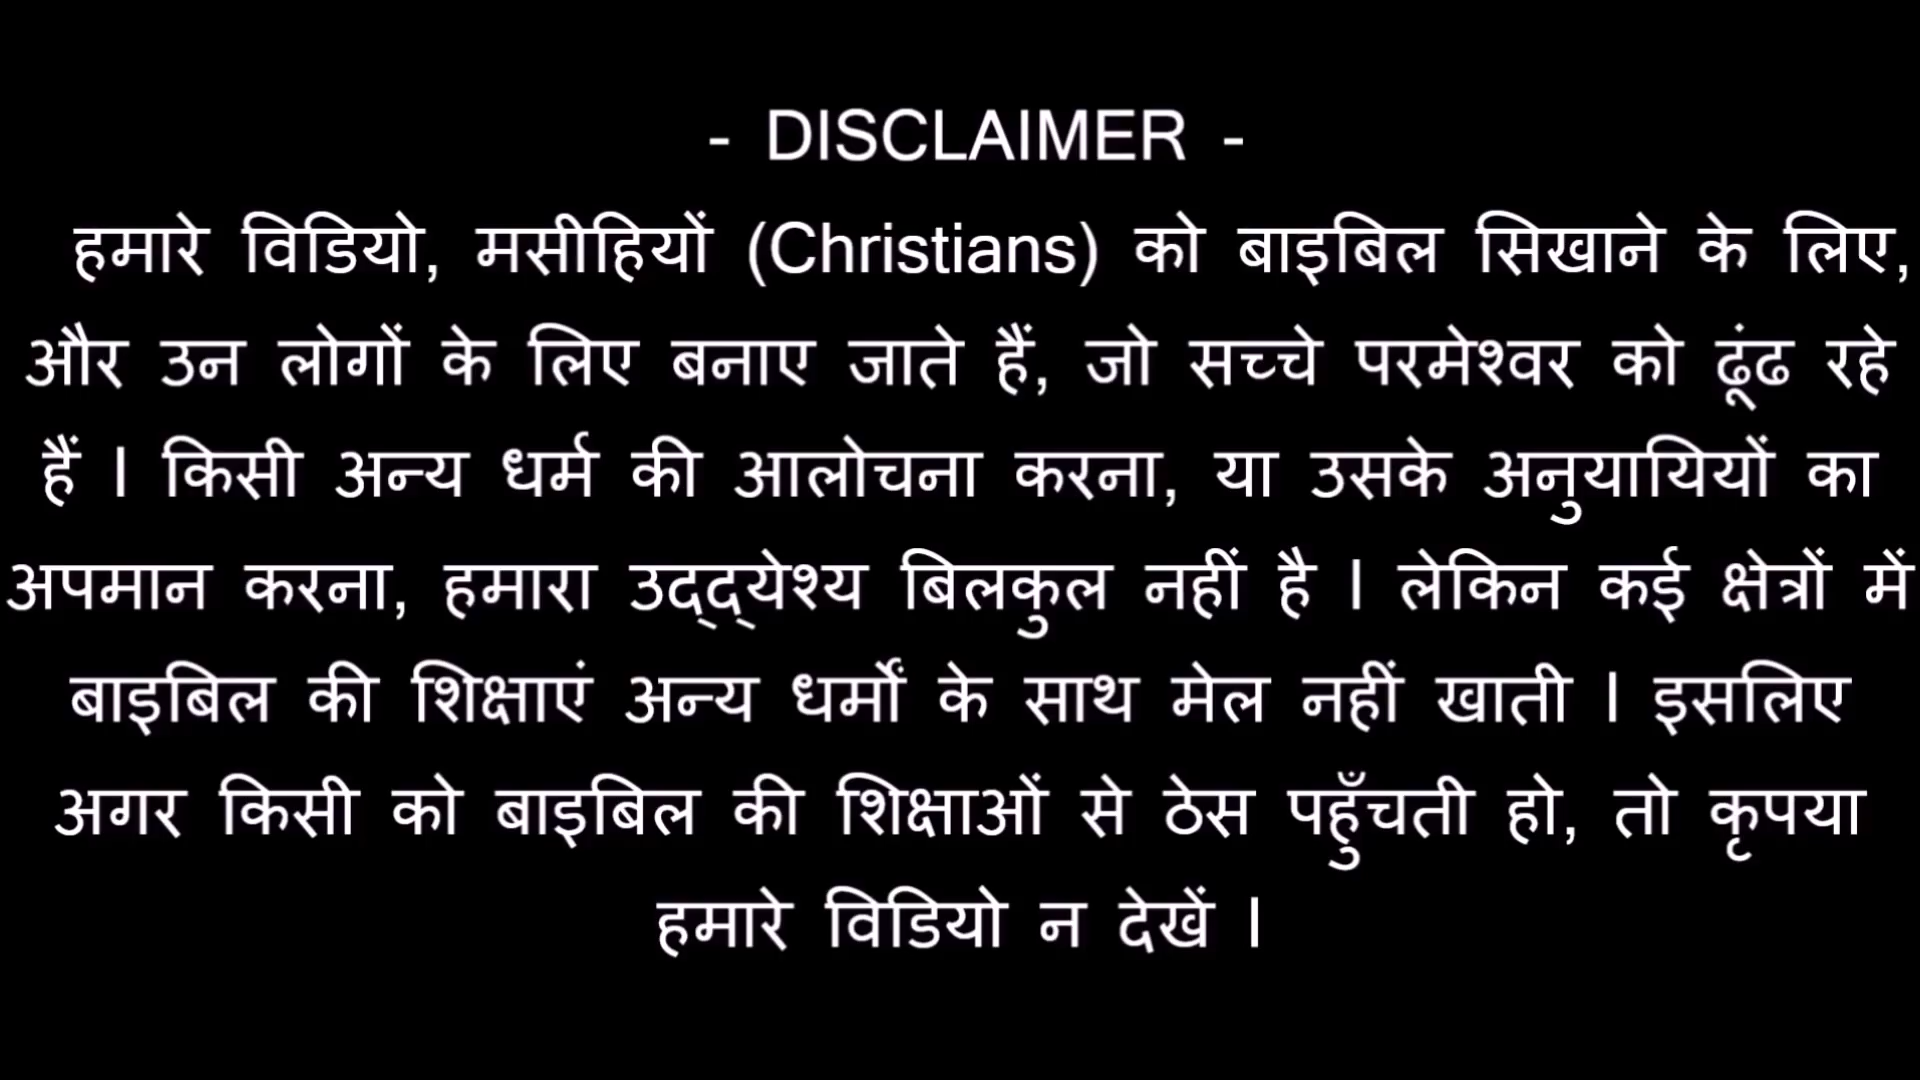 - DISCLAIMER -
हमारे विडियो, मसीहियों (Christians) को बाइबिल सिखाने के लिए,
और उन लोगों के लिए बनाए जाते हैं, जो सच्चे परमेश्वर को ढूंढ रहे
हैं । किसी अन्य धर्म की आलोचना करना, या उसके अनुयायियों का
अपमान करना, हमारा उद्द्येश्य बिलकुल नहीं है । लेकिन कई क्षेत्रों में
बाइबिल की शिक्षाएं अन्य धर्मों के साथ मेल नहीं खाती । इसलिए
अगर किसी को बाइबिल की शिक्षाओं से ठेस पहुँचती हो, तो कृपया
हमारे विडियो न देखें ।